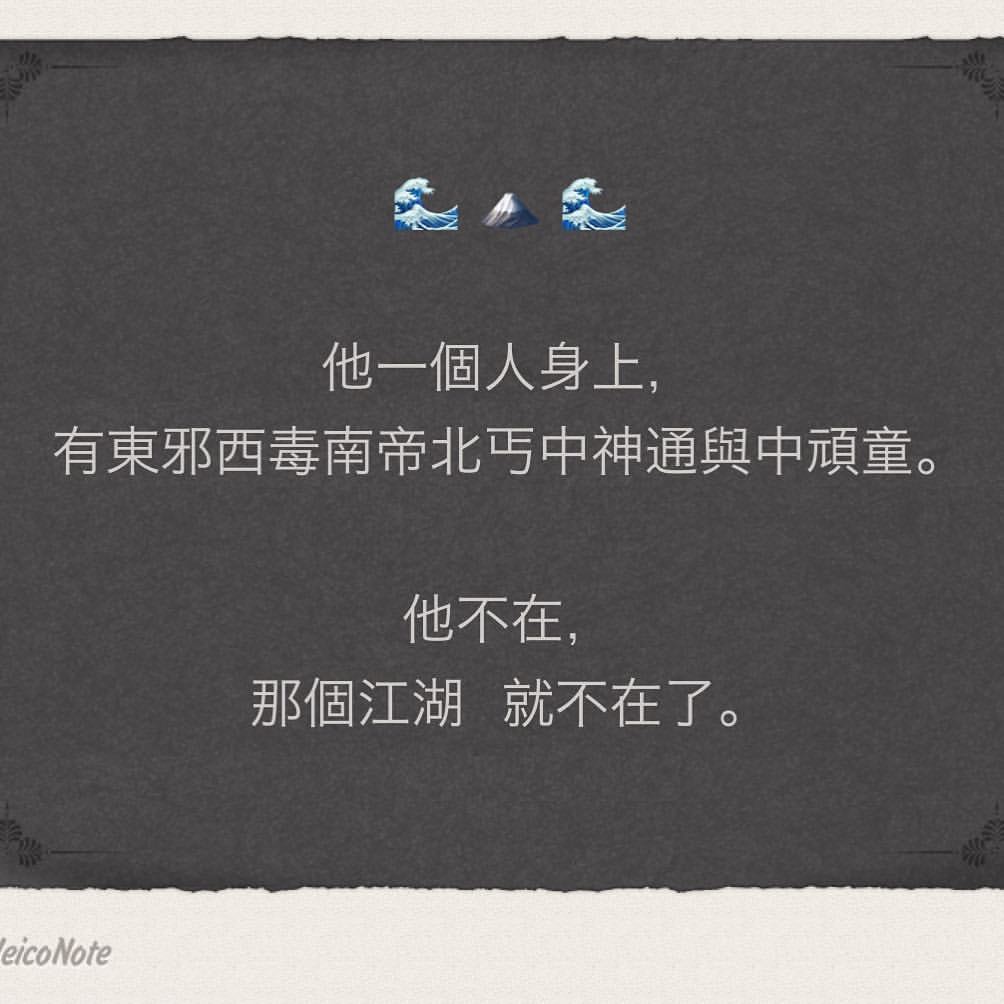 他一個人身上,
有東邪西毒南帝北丐中神通與中頑童。
他不在,
那個江湖 就不在了。
eicoNote